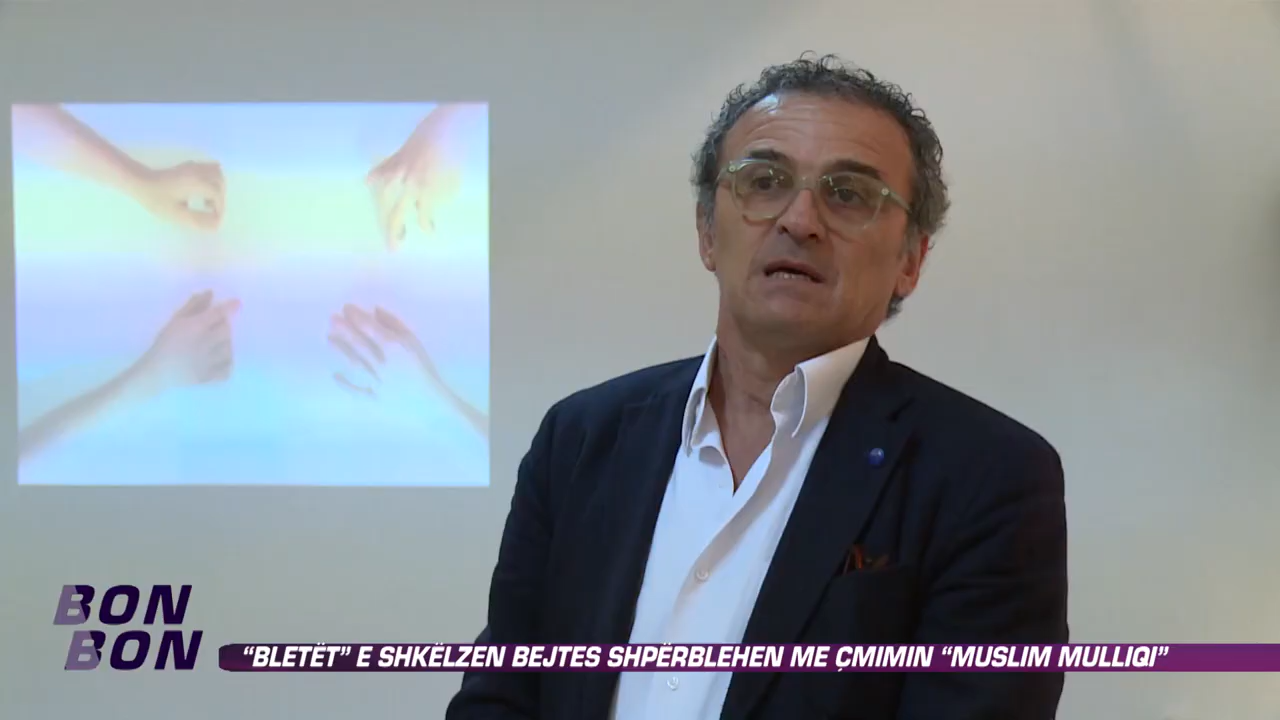 BON
BON
“BLETËT” E SHKËLZEN BEJTES SHPËRBLEHEN ME ÇMIMIN “MUSLIM MULLIQI”